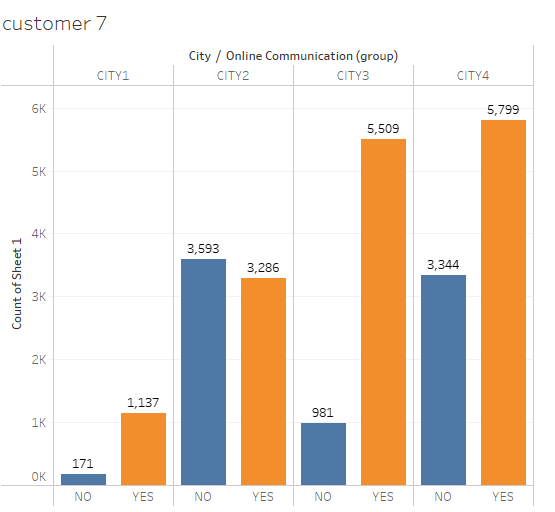 customer 7
City / Online Communication (group)
CITY1 CITY2 CITY3 CITY4
Count of Sheet 1
6K
5K
4K
3K
2K
1K
0K
171
1,137
3,593
3,286
981
5,509
3,344
5,799
NO YES NO YES NO YES NO YES